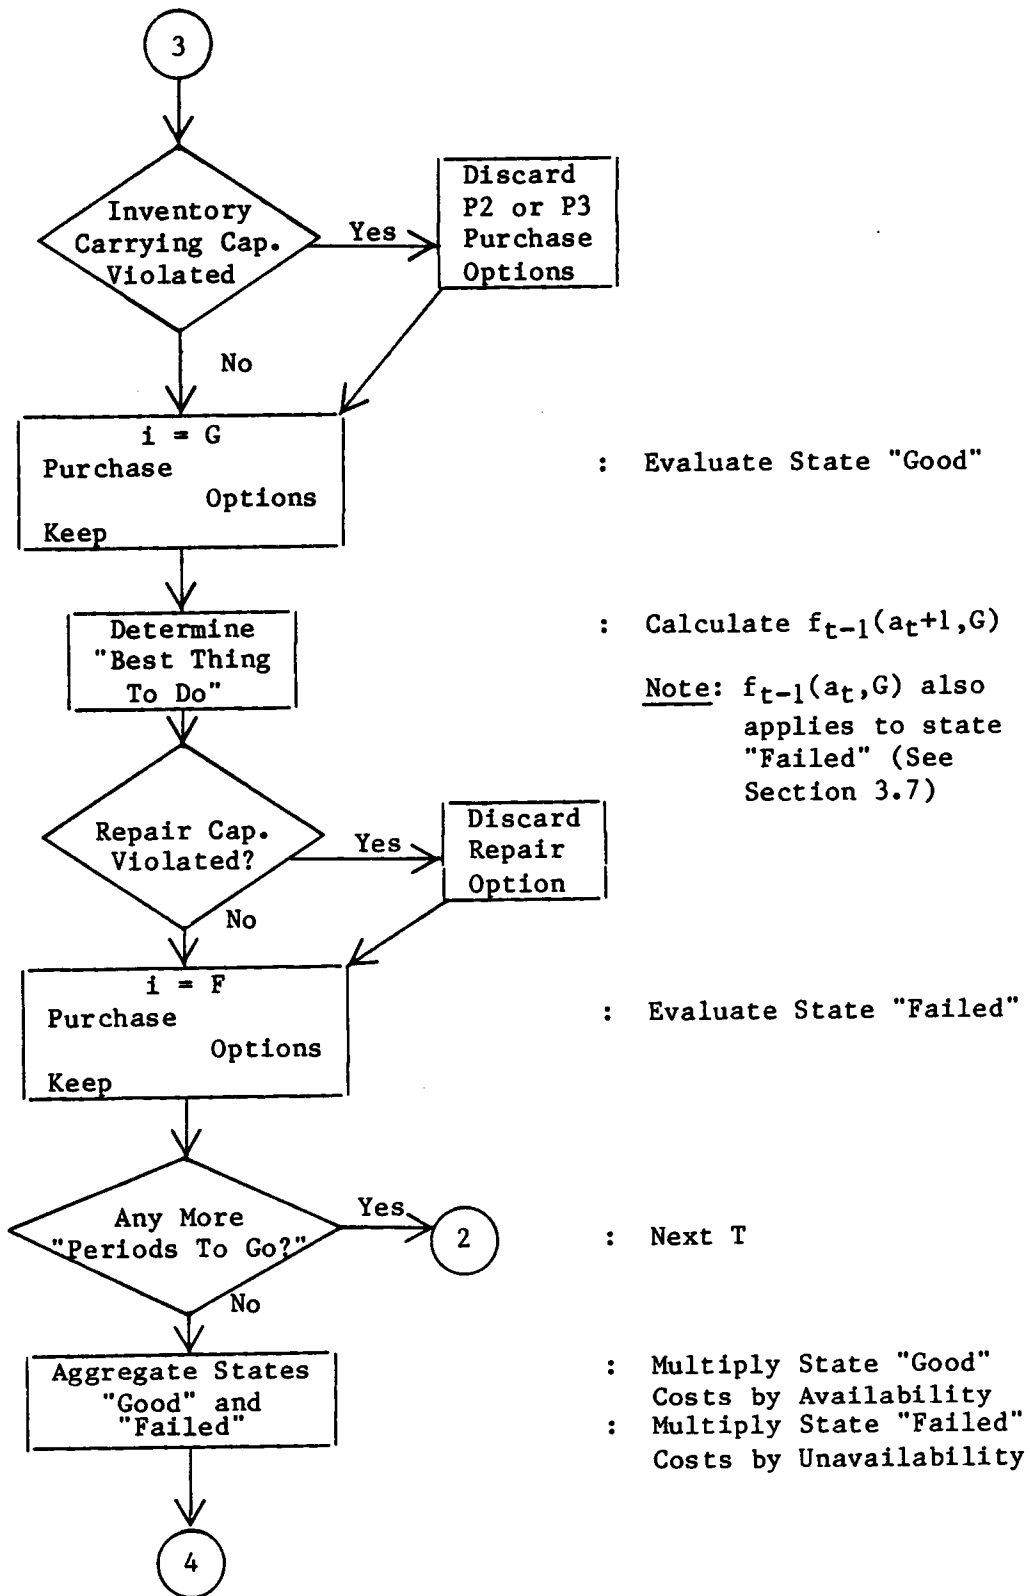 3
Inventory
Carrying Cap.
Violated
Yes
Discard
P2 or P3
Purchase
Options
No
i = G
Purchase
Options
Keep
: Evaluate State "Good"
Determine
"Best Thing
To Do"
: Calculate f_{t-1}(a_t+1,G)
Note: f_{t-1}(a_t,G) also
applies to state
"Failed" (See
Section 3.7)
Repair Cap.
Violated?
Yes
Discard
Repair
Option
No
i = F
Purchase
Options
Keep
: Evaluate State "Failed"
Any More
"Periods To Go?"
Yes
2
: Next T
No
Aggregate States
"Good" and
"Failed"
: Multiply State "Good"
Costs by Availability
: Multiply State "Failed"
Costs by Unavailability
4